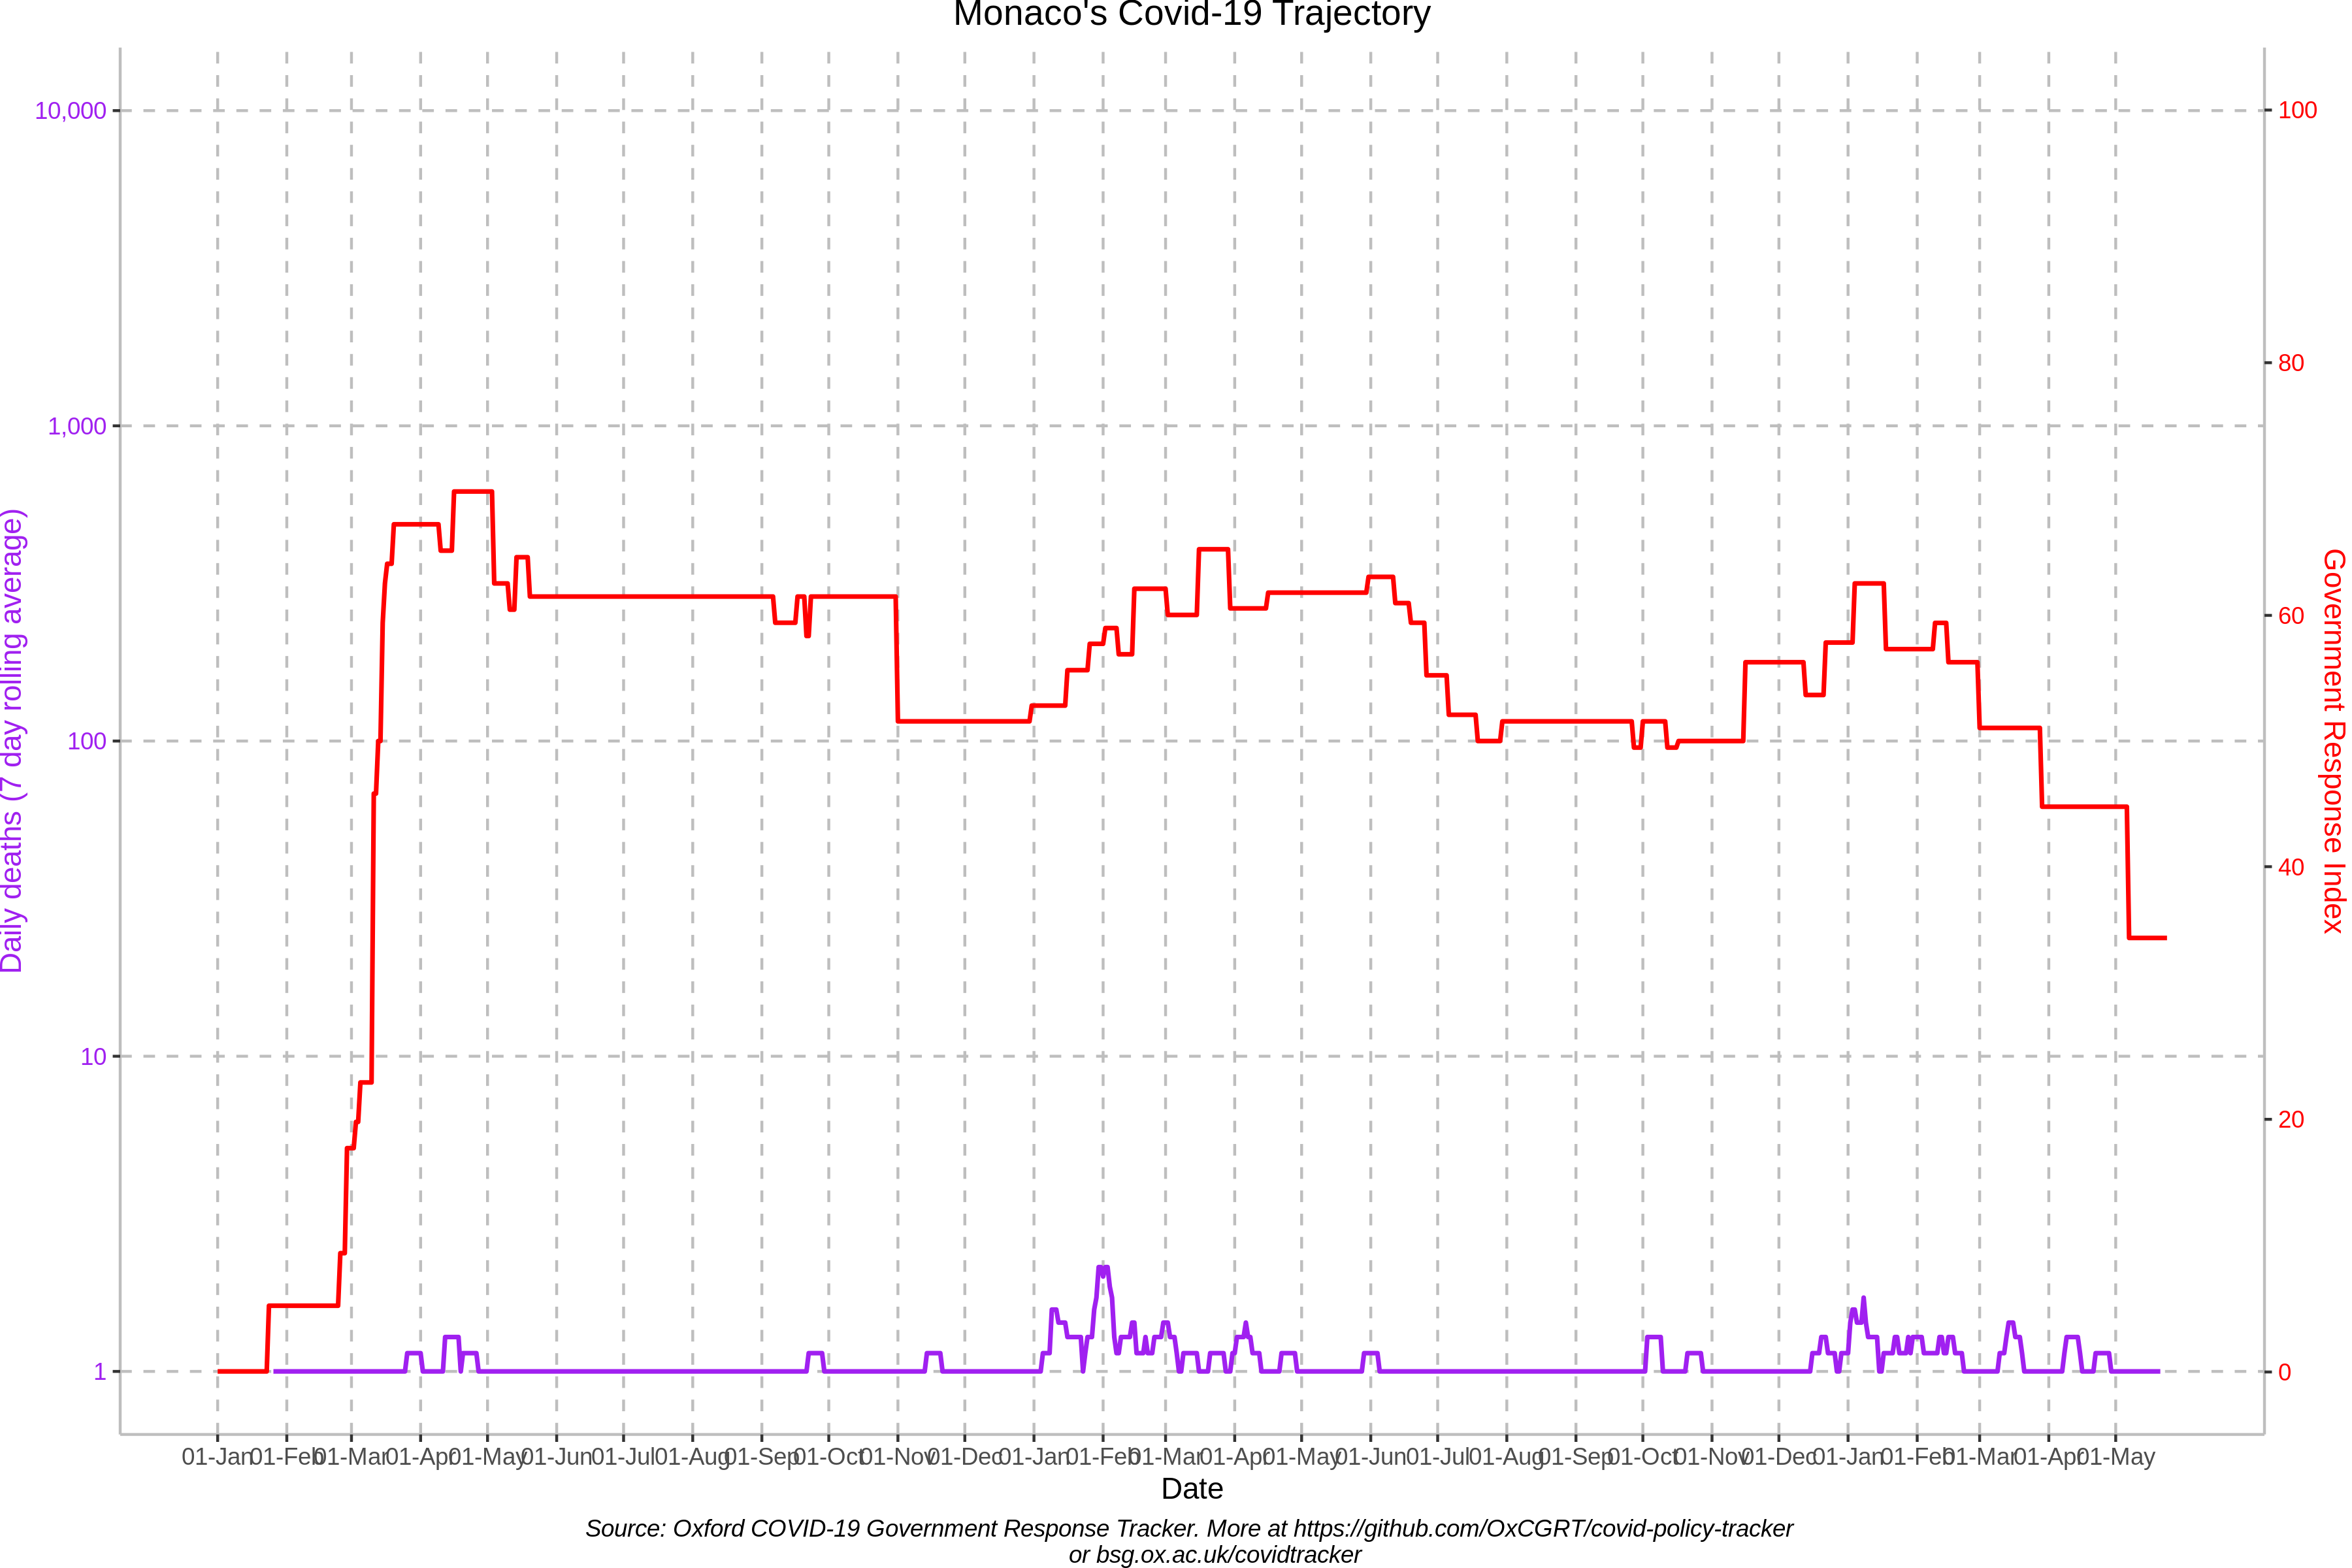 Monaco's Covid-19 Trajectory
10,000
1,000
100
10
1
Daily deaths (7 day rolling average)
100
80
60
40
20
0
Government Response Index
01-Jan 01-Feb 01-Mar 01-Apr 01-May 01-Jun 01-Jul 01-Aug 01-Sep 01-Oct 01-Nov 01-Dec 01-Jan 01-Feb 01-Mar 01-Apr 01-May 01-Jun 01-Jul 01-Aug 01-Sep 01-Oct 01-Nov 01-Dec 01-Jan 01-Feb 01-Mar 01-Apr 01-May
Date
Source: Oxford COVID-19 Government Response Tracker. More at https://github.com/OxCGRT/covid-policy-tracker
or bsg.ox.ac.uk/covidtracker